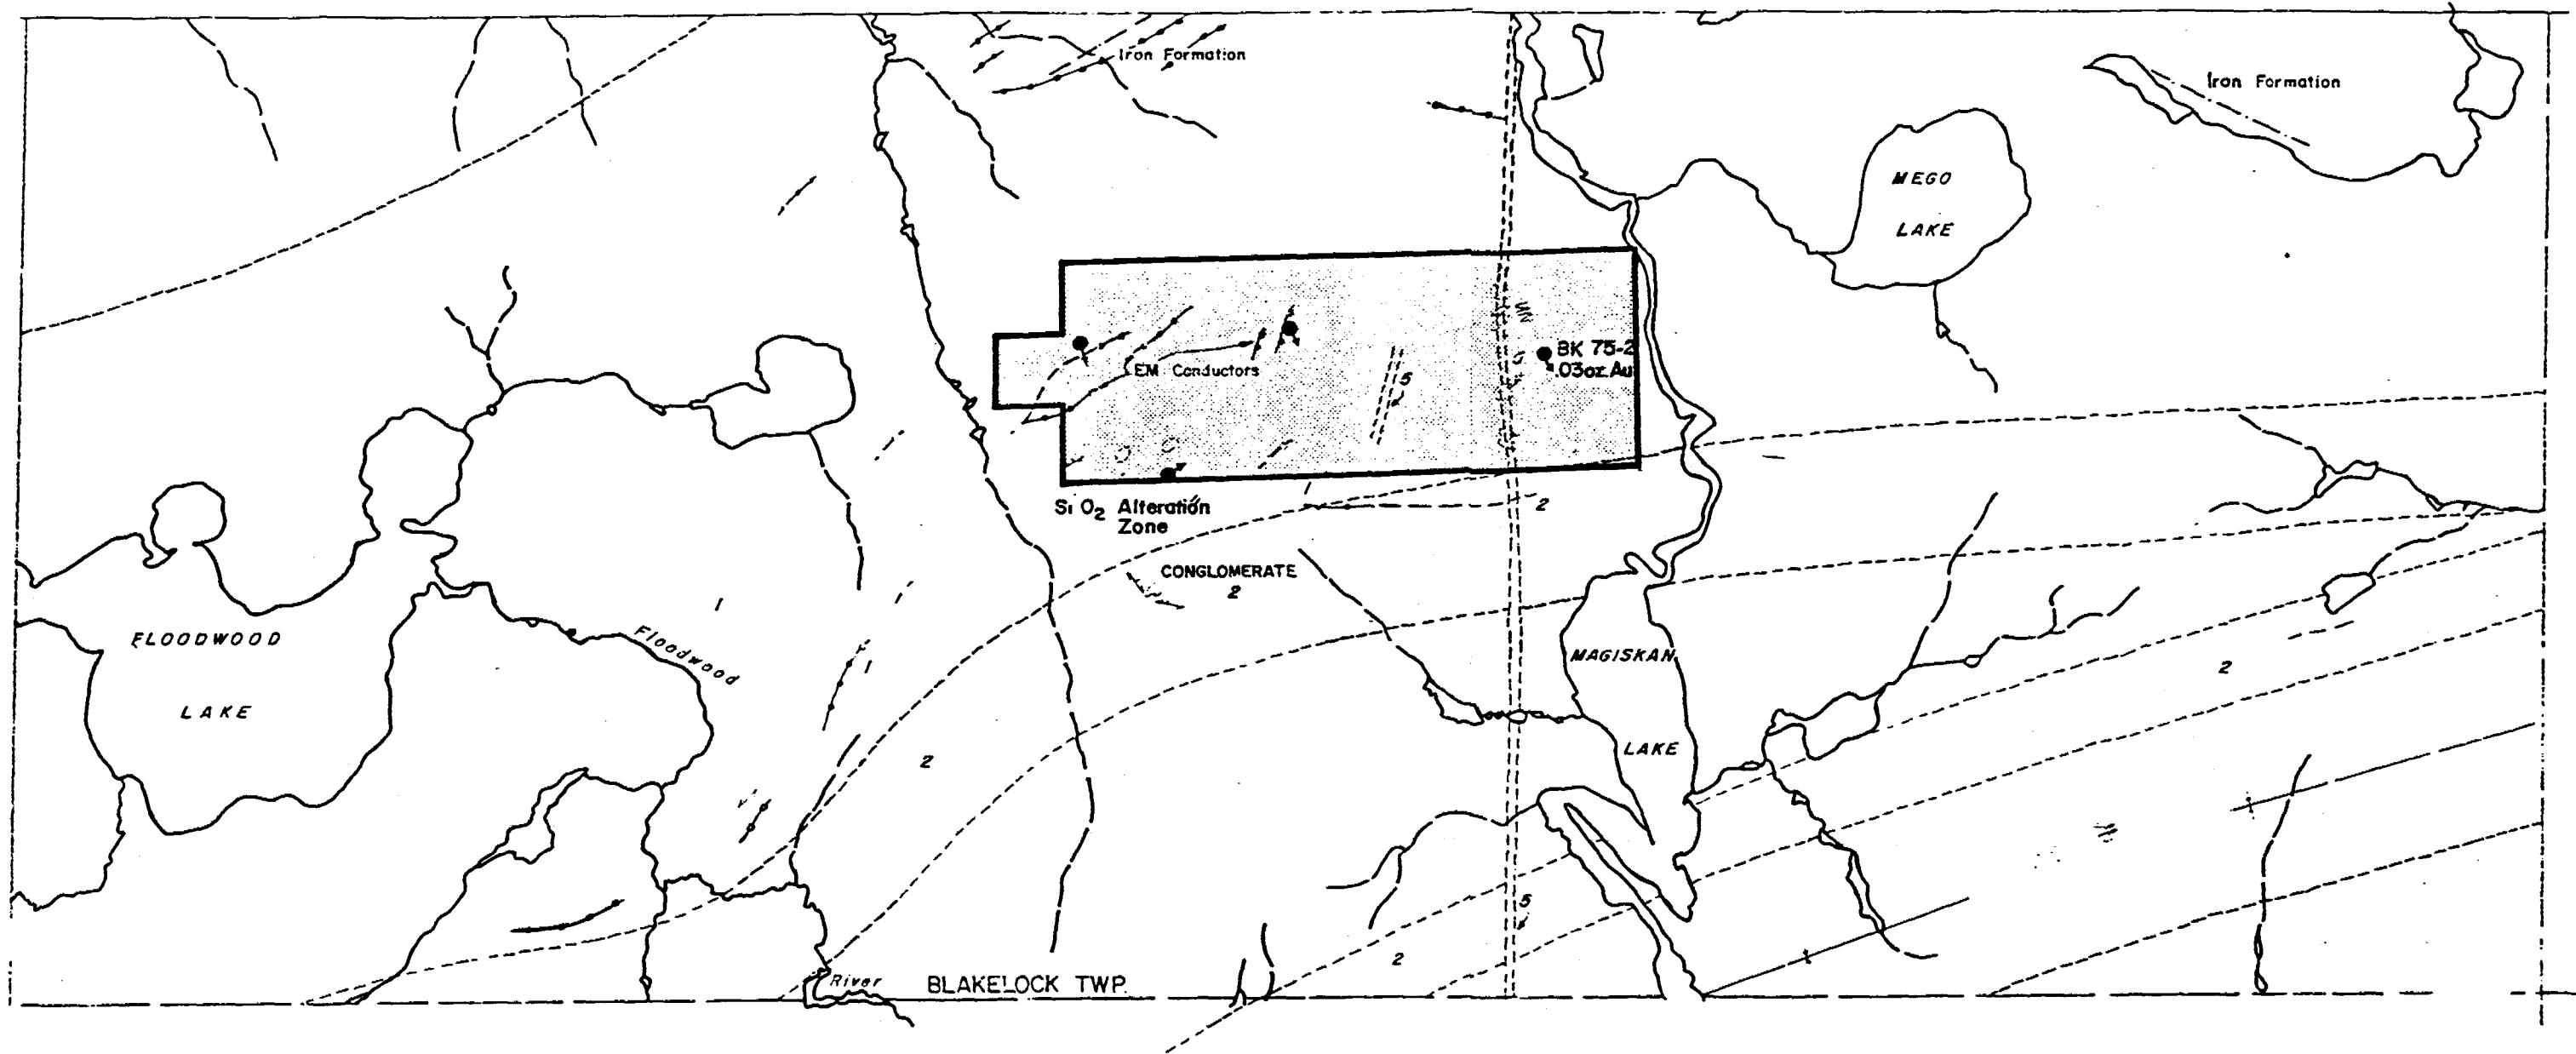 Iron Formation
Iron Formation
MEGO
LAKE
BK 75-2
.03oz. Au
EM Conductors
5
Si O2 Alteration
Zone
2
CONGLOMERATE
2
1
FLOODWOOD
LAKE
Floodwood
1
MAGISKAN
LAKE
2
2
5
2
River
BLAKELOCK TWP.